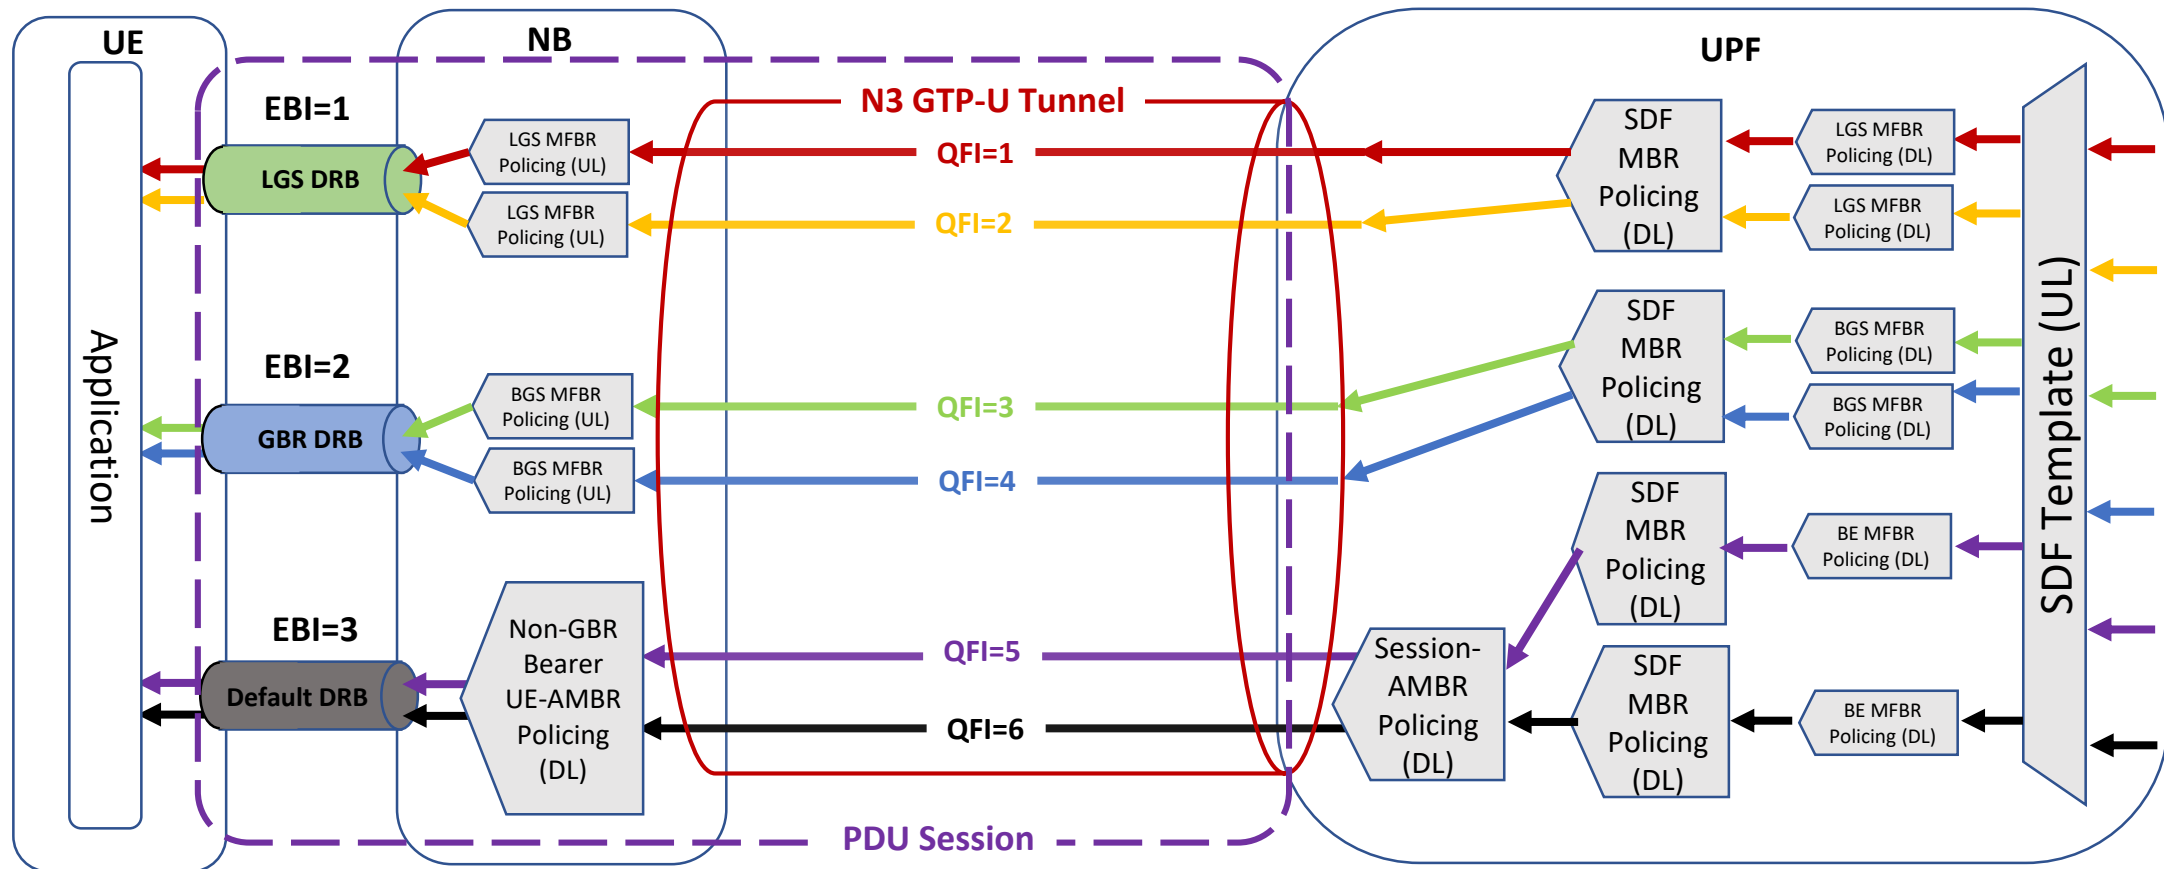 UE
NB
UPF
EBI=1
N3 GTP-U Tunnel
LGS DRB
LGS MFBR
Policing (UL)
LGS MFBR
Policing (UL)
QFI=1
QFI=2
SDF
MBR
Policing
(DL)
LGS MFBR
Policing (DL)
LGS MFBR
Policing (DL)
Application
EBI=2
GBR DRB
BGS MFBR
Policing (UL)
BGS MFBR
Policing (UL)
QFI=3
QFI=4
SDF
MBR
Policing
(DL)
BGS MFBR
Policing (DL)
BGS MFBR
Policing (DL)
SDF Template (UL)
EBI=3
Default DRB
Non-GBR
Bearer
UE-AMBR
Policing
(DL)
QFI=5
QFI=6
Session-
AMBR
Policing
(DL)
SDF
MBR
Policing
(DL)
SDF
MBR
Policing
(DL)
BE MFBR
Policing (DL)
BE MFBR
Policing (DL)
PDU Session